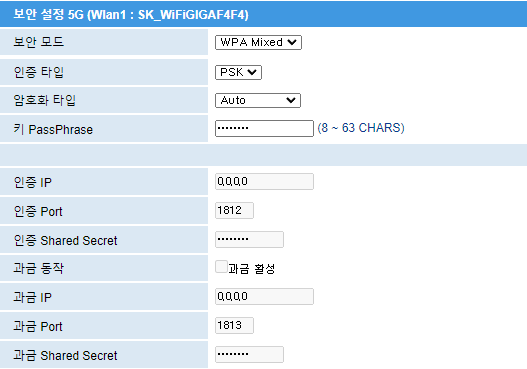 보안 설정 5G (Wlan1 : SK_WiFiGIGAF4F4)
보안 모드 WPA Mixed
인증 타입 PSK
암호화 타입 Auto
키 PassPhrase •••••••• (8 ~ 63 CHARS)
인증 IP 0,0,0,0
인증 Port 1812
인증 Shared Secret ••••••••
과금 동작 과금 활성
과금 IP 0,0,0,0
과금 Port 1813
과금 Shared Secret ••••••••